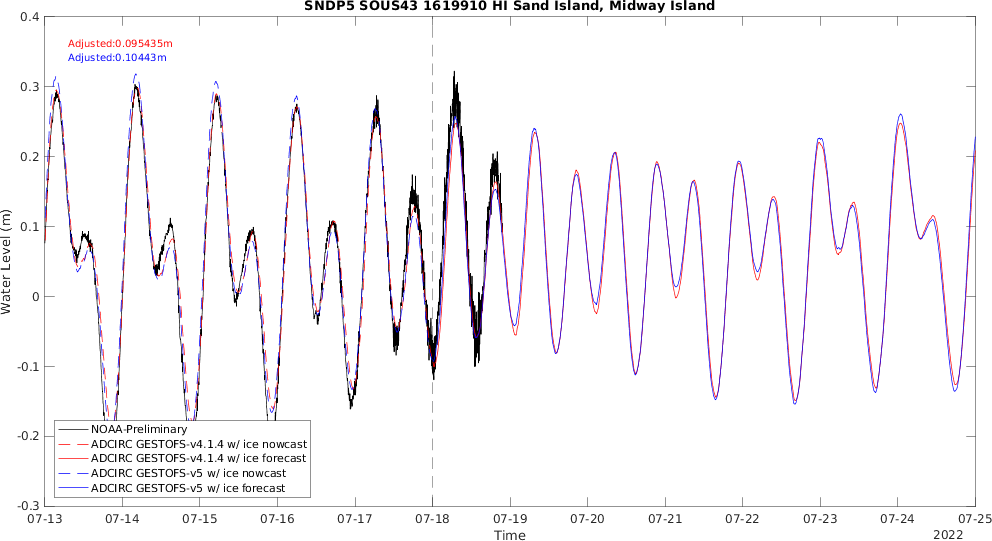 SNDP5 SOUS43 1619910 HI Sand Island, Midway Island
Adjusted:0.095435m
Adjusted:0.10443m
Water Level (m)
0.4
0.3
0.2
0.1
0
-0.1
-0.2
-0.3
NOAA-Preliminary
ADCIRC GESTOFS-v4.1.4 w/ ice nowcast
ADCIRC GESTOFS-v4.1.4 w/ ice forecast
ADCIRC GESTOFS-v5 w/ ice nowcast
ADCIRC GESTOFS-v5 w/ ice forecast
07-13 07-14 07-15 07-16 07-17 07-18 07-19 07-20 07-21 07-22 07-23 07-24 07-25
Time
2022